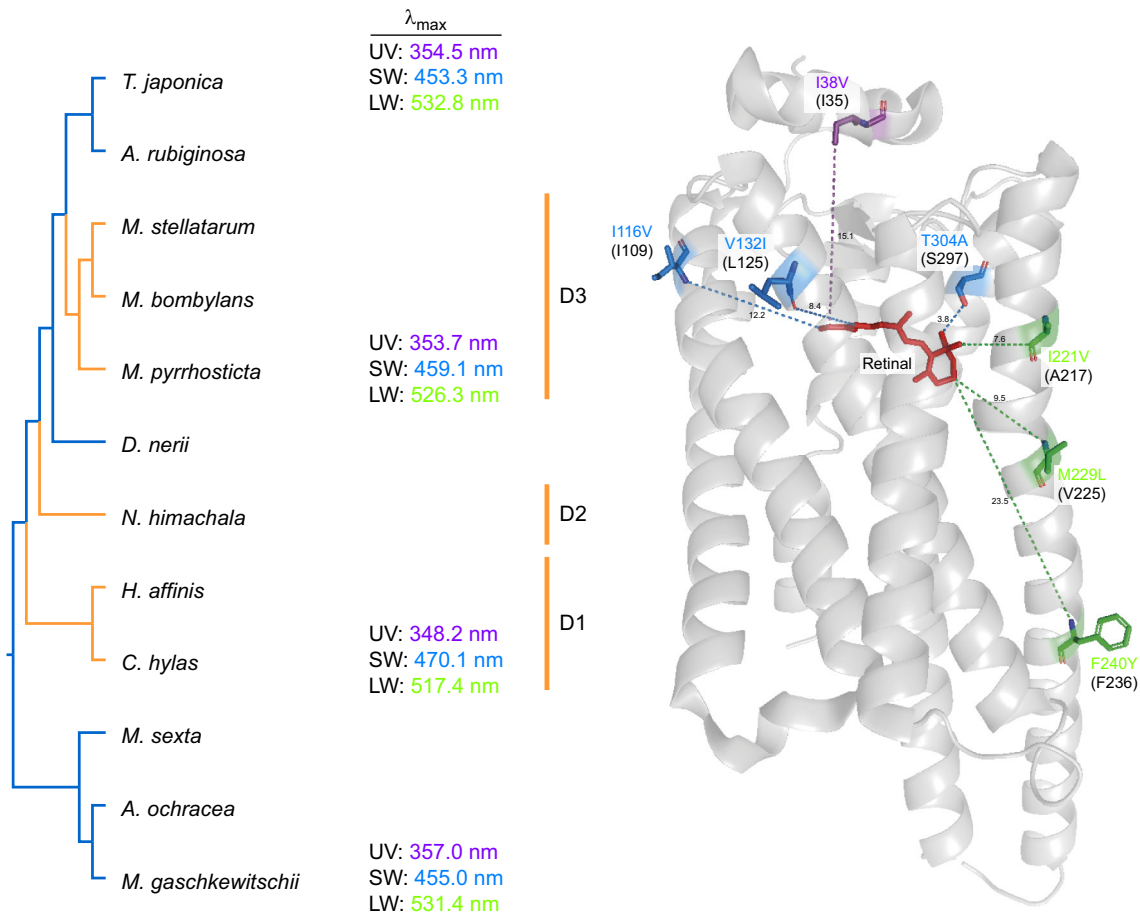 λmax
UV: 354.5 nm
SW: 453.3 nm
LW: 532.8 nm
T. japonica
A. rubiginosa
M. stellatarum
M. bombylans
D3
UV: 353.7 nm
SW: 459.1 nm
LW: 526.3 nm
M. pyrrhosticta
D. nerii
N. himachala
D2
H. affinis
D1
UV: 348.2 nm
SW: 470.1 nm
LW: 517.4 nm
C. hylas
M. sexta
A. ochracea
UV: 357.0 nm
SW: 455.0 nm
LW: 531.4 nm
M. gaschkewitschii
I38V
(I35)
15.1
I116V
(I109)
V132I
(L125)
T304A
(S297)
12.2
8.4
3.8
7.6
Retinal
I221V
(A217)
9.5
M229L
(V225)
23.5
F240Y
(F236)